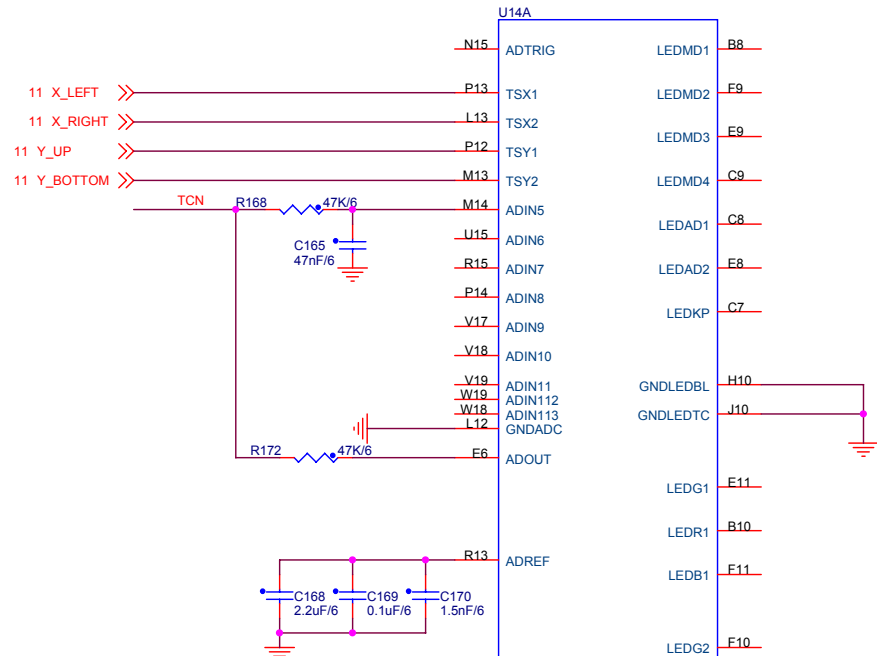 U14A
N15 ADTRIG LEDMD1 B8
11 X_LEFT P13 TSX1 LEDMD2 F9
11 X_RIGHT L13 TSX2
LEDMD3 E9
11 Y_UP P12 TSY1
11 Y_BOTTOM M13 TSY2 LEDMD4 C9
TCN R168 47K/6 M14 ADIN5
LEDAD1 C8
C165 U15 ADIN6
47nF/6 R15 ADIN7 LEDAD2 E8
P14 ADIN8
LEDKP C7
V17 ADIN9
V18 ADIN10
V19 ADIN11 GNDLEDBL H10
W19 ADIN112
W18 ADIN113 GNDLEDTC J10
L12 GNDADC
R172 47K/6 F6 ADOUT
LEDG1 E11
LEDR1 B10
R13 ADREF
LEDB1 F11
C168 C169 C170
2.2uF/6 0.1uF/6 1.5nF/6
LEDG2 F10